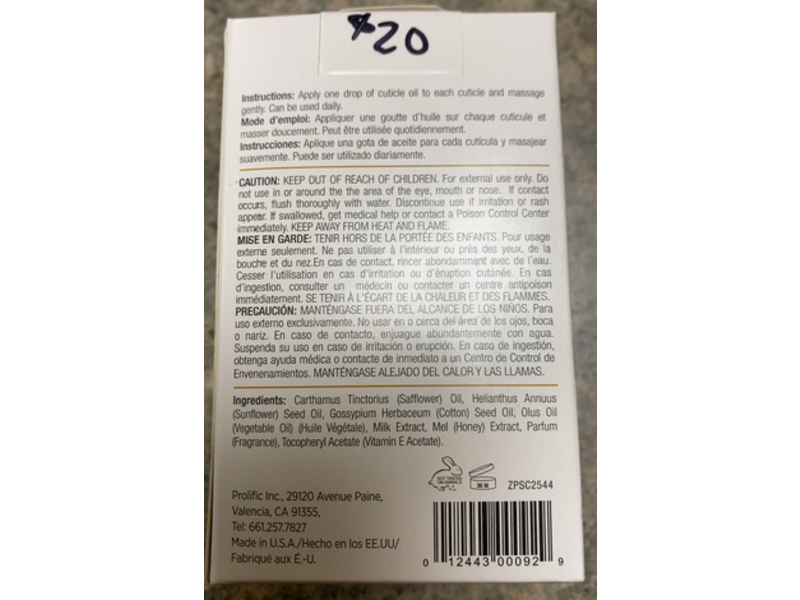 $20
Instructions: Apply one drop of cuticle oil to each cuticle and massage
gently. Can be used daily.
Mode d'emploi: Appliquer une goutte d'huile sur chaque cuticule et
masser doucement. Peut être utilisée quotidiennement.
Instrucciones: Aplique una gota de aceite para cada cutícula y masajear
suavemente. Puede ser utilizado diariamente.
CAUTION: KEEP OUT OF REACH OF CHILDREN. For external use only. Do
not use in or around the the area of the eye, mouth or nose. If contact
occurs, flush thoroughly with water. Discontinue use if irritation or rash
appear. If swallowed, get medical help or contact a Poison Control Center
immediately. KEEP AWAY FROM HEAT AND FLAME.
MISE EN GARDE: TENIR HORS DE LA PORTÉE DES ENFANTS. Pour usage
externe seulement. Ne pas utiliser à l'intérieur ou près des yeux, de la
bouche et du nez.En cas de contact, rincer abondamment avec de l'eau.
Cesser l'utilisation en cas d'irritation ou d'éruption cutanée. En cas
d'ingestion, consulter un médecin ou contacter un centre antipoison
immédiatement. SE TENIR À L'ÉCART DE LA CHALEUR ET DES FLAMMES.
PRECAUCIÓN: MANTÉNGASE FUERA DEL ALCANCE DE LOS NIÑOS. Para
uso externo exclusivamente. No usar en o cerca del área de los ojos, boca
o nariz. En caso de contacto, enjuague abundantemente con agua.
Suspenda su uso en caso de irritación o erupción. En caso de ingestión,
obtenga ayuda médica o contacte de inmediato a un Centro de Control de
Envenenamientos. MANTÉNGASE ALEJADO DEL CALOR Y LAS LLAMAS.
Ingredients: Carthamus Tinctorius (Safflower) Oil, Helianthus Annuus
(Sunflower) Seed Oil, Gossypium Herbaceum (Cotton) Seed Oil, Olus Oil
(Vegetable Oil) (Huile Végétale), Milk Extract, Mel (Honey) Extract, Parfum
(Fragrance), Tocopheryl Acetate (Vitamin E Acetate).
NOT TESTED
ON ANIMALS
36 M
ZPSC2544
Prolific Inc., 29120 Avenue Paine,
Valencia, CA 91355,
Tel: 661.257.7827
Made in U.S.A./Hecho en los EE.UU/
Fabriqué aux É.-U.
0 12443 00092 9